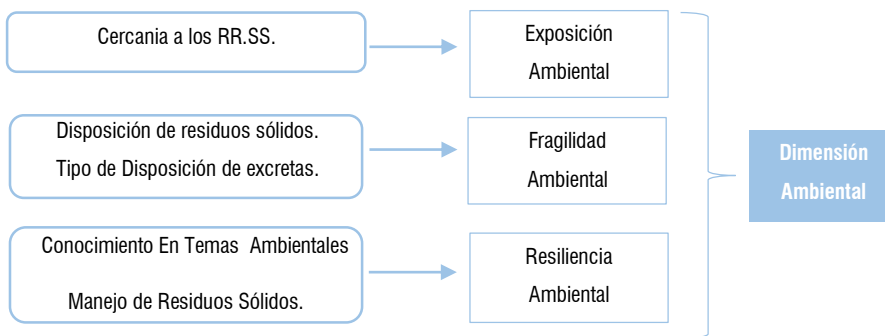 Cercania a los RR.SS.
Exposición
Ambiental
Disposición de residuos sólidos.
Tipo de Disposición de excretas.
Fragilidad
Ambiental
Conocimiento En Temas Ambientales
Manejo de Residuos Sólidos.
Resiliencia
Ambiental
Dimensión
Ambiental